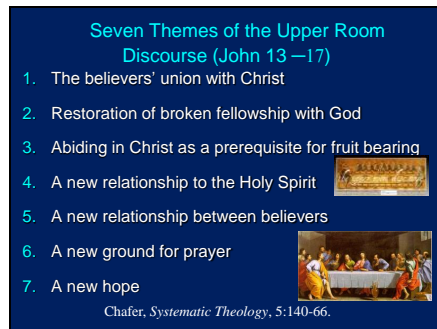 Seven Themes of the Upper Room
Discourse (John 13 —17)
1. The believers' union with Christ
2. Restoration of broken fellowship with God
3. Abiding in Christ as a prerequisite for fruit bearing
4. A new relationship to the Holy Spirit
5. A new relationship between believers
6. A new ground for prayer
7. A new hope
Chafer, Systematic Theology, 5:140-66.